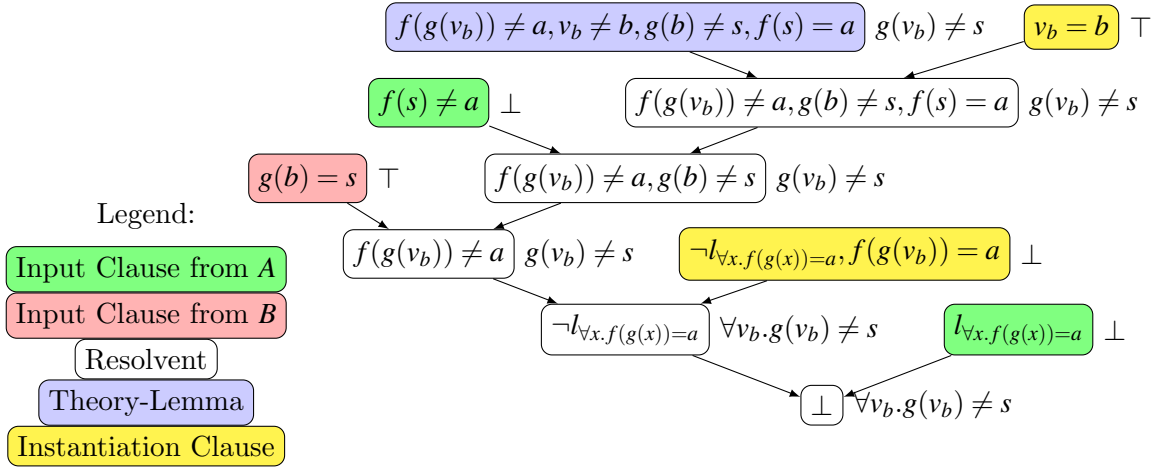 f(g(v_b)) ≠ a, v_b ≠ b, g(b) ≠ s, f(s) = a g(v_b) ≠ s v_b = b ⊤
f(s) ≠ a ⊥ f(g(v_b)) ≠ a, g(b) ≠ s, f(s) = a g(v_b) ≠ s
g(b) = s ⊤ f(g(v_b)) ≠ a, g(b) ≠ s g(v_b) ≠ s
Legend:
f(g(v_b)) ≠ a g(v_b) ≠ s ¬l_{∀x.f(g(x))=a}, f(g(v_b)) = a ⊥
Input Clause from A
Input Clause from B
¬l_{∀x.f(g(x))=a} ∀v_b.g(v_b) ≠ s l_{∀x.f(g(x))=a} ⊥
Resolvent
Theory-Lemma
⊥ ∀v_b.g(v_b) ≠ s
Instantiation Clause